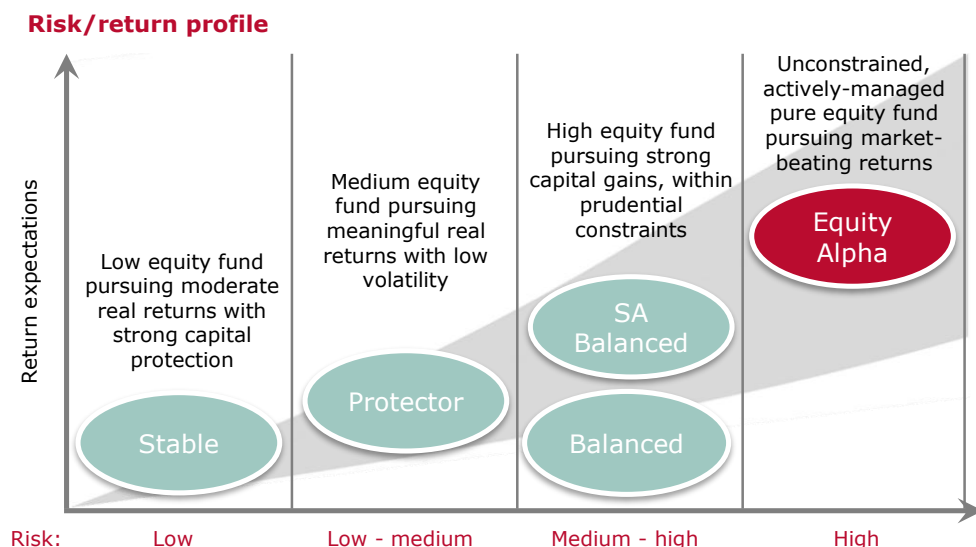 Risk/return profile
Return expectations
Low equity fund
pursuing moderate
real returns with
strong capital
protection
Stable
Medium equity
fund pursuing
meaningful real
returns with low
volatility
Protector
High equity fund
pursuing strong
capital gains, within
prudential
constraints
SA
Balanced
Balanced
Unconstrained,
actively-managed
pure equity fund
pursuing market-
beating returns
Equity
Alpha
Risk:
Low
Low - medium
Medium - high
High